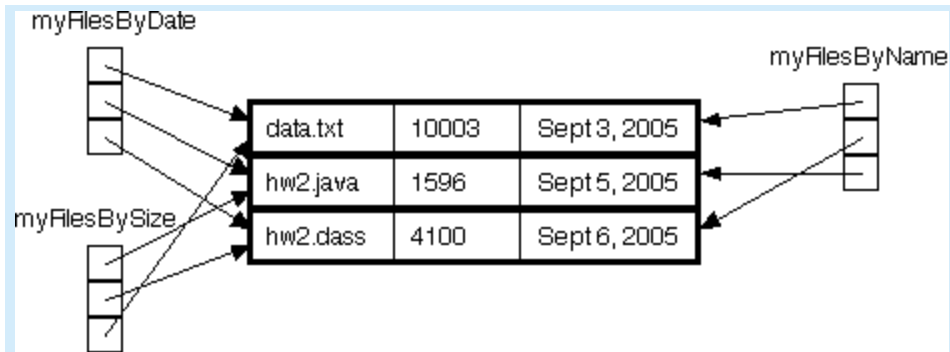 myFilesByDate
myFilesByName
data.txt 10003 Sept 3, 2005
hw2.java 1596 Sept 5, 2005
myFilesBySize
hw2.class 4100 Sept 6, 2005